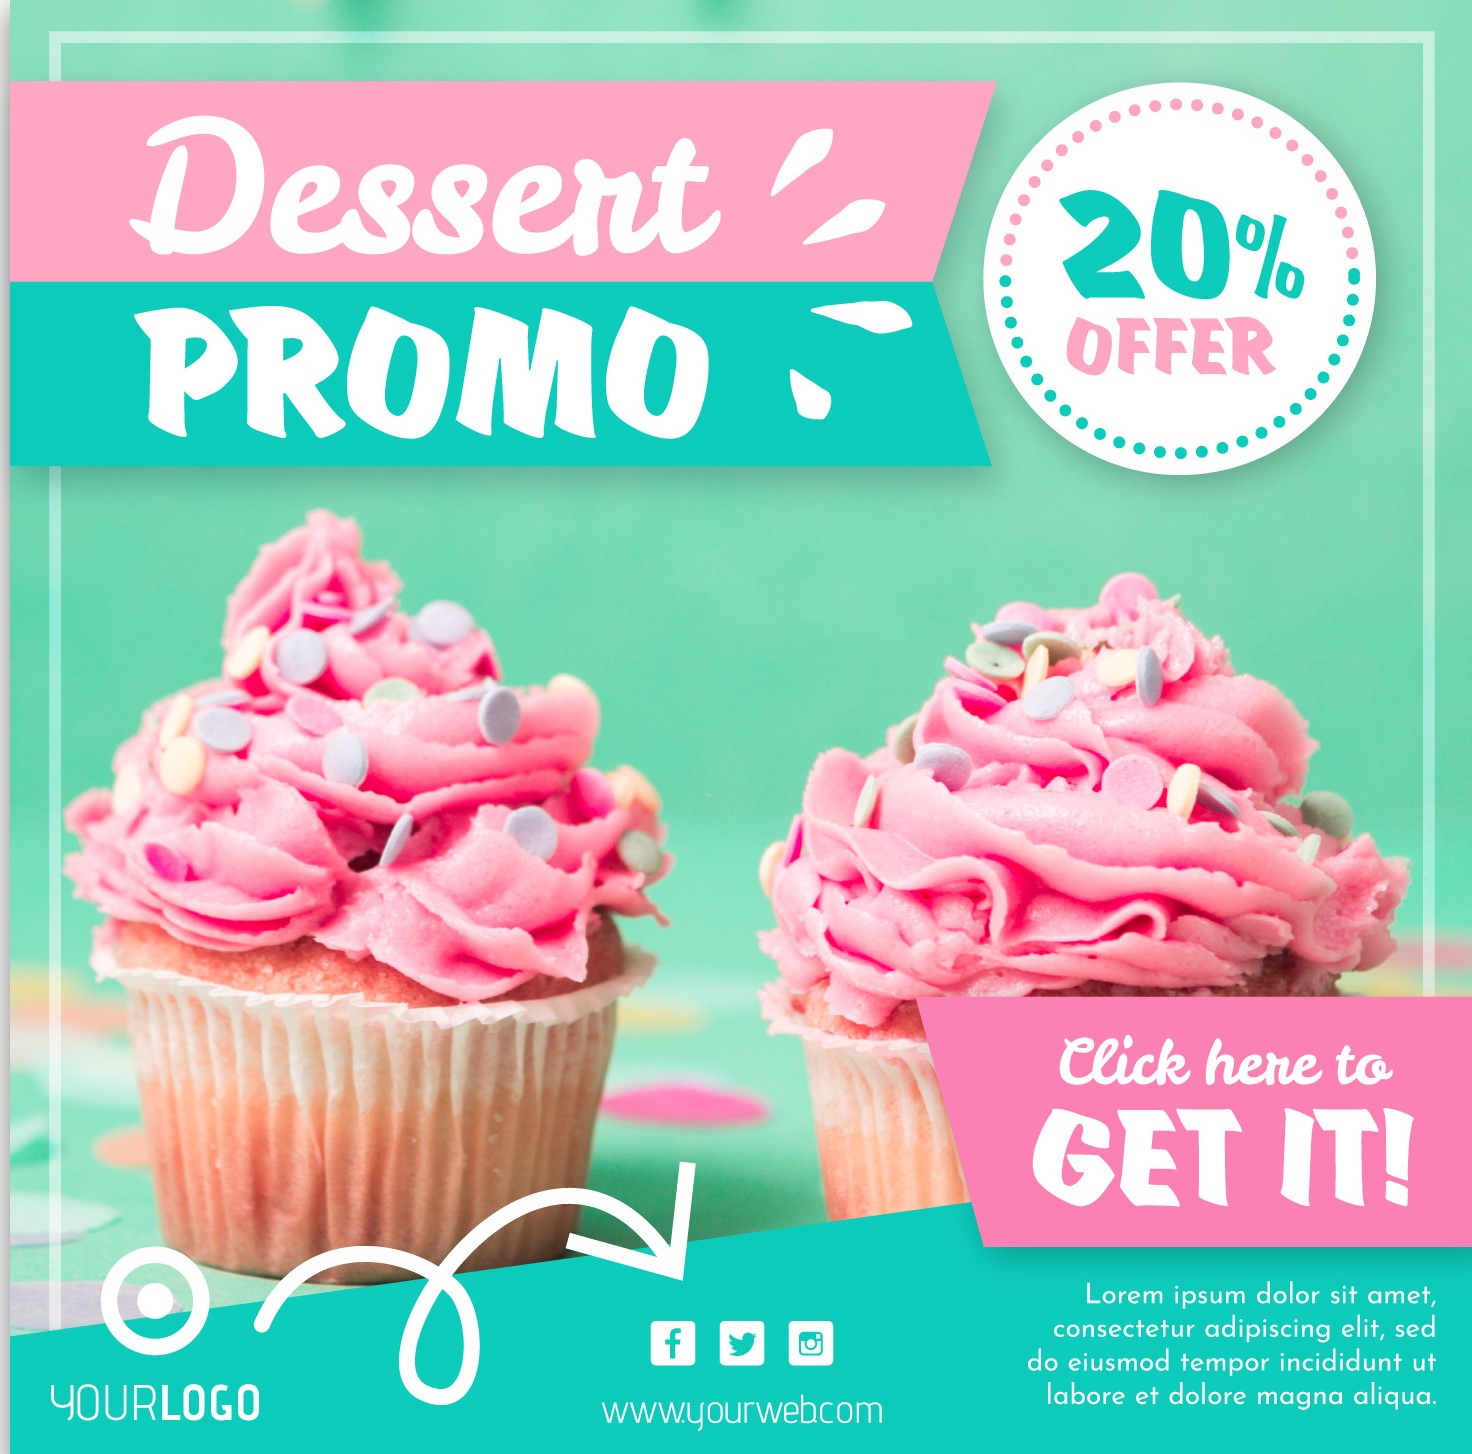 Dessert
PROMO
20%
OFFER
Click here to
GET IT!
Lorem ipsum dolor sit amet,
consectetur adipiscing elit, sed
do eiusmod tempor incididunt ut
labore et dolore magna aliqua.
YOURLOGO
www.yourweb.com